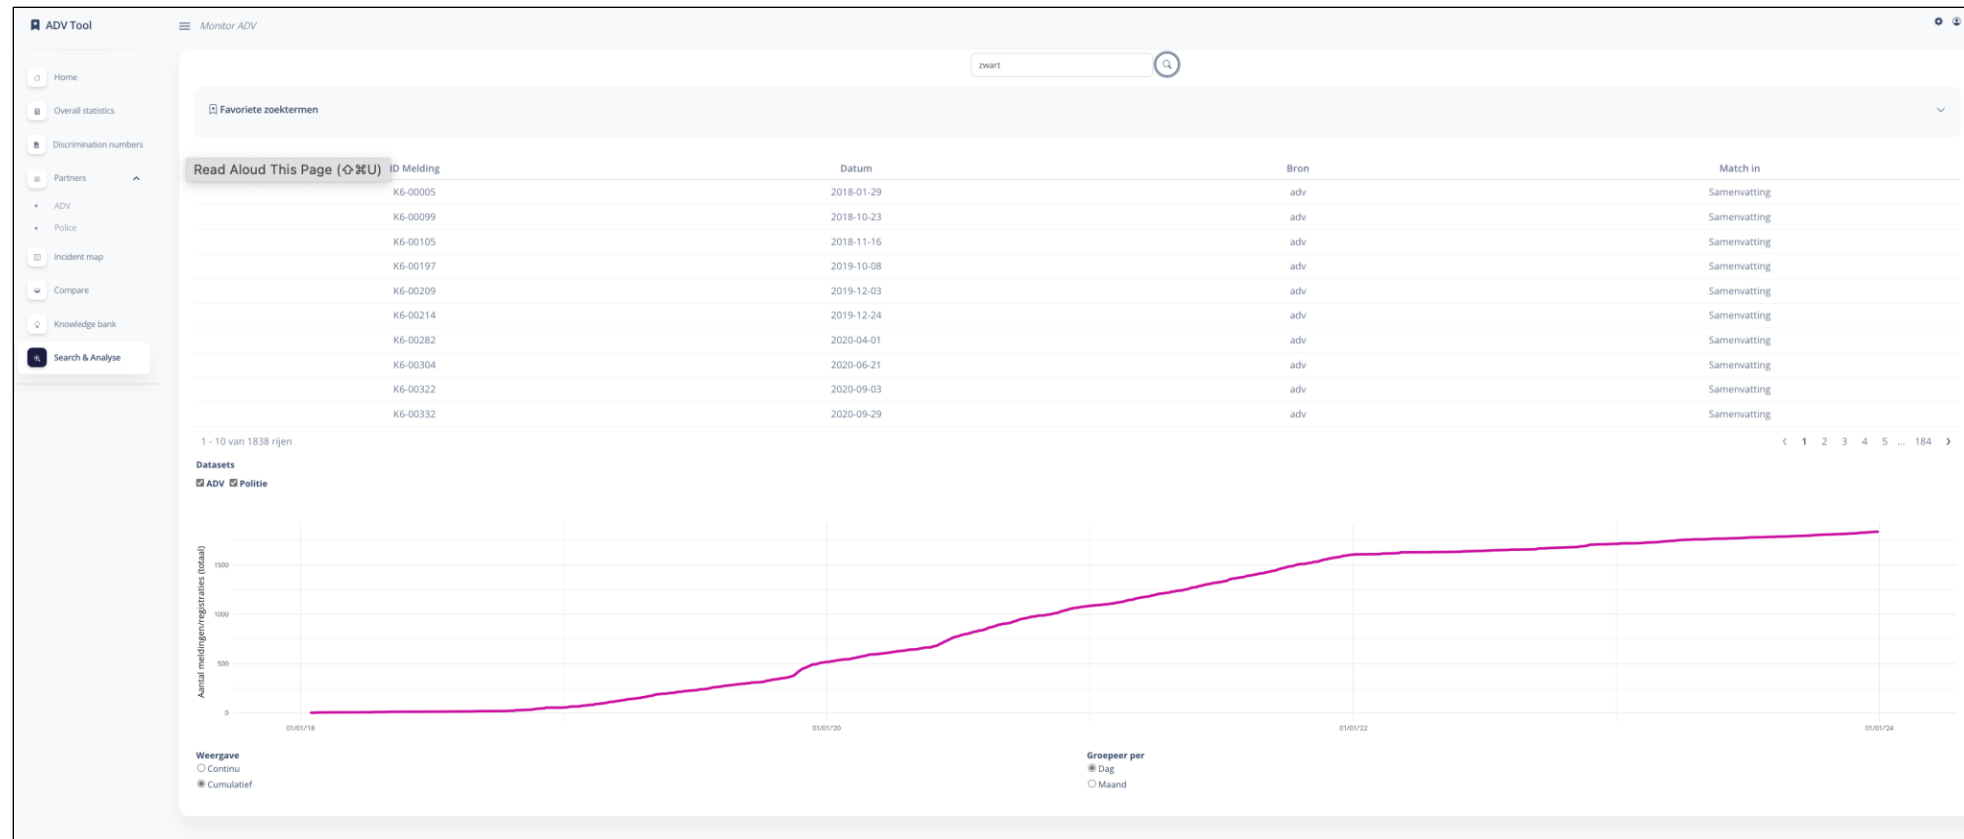 ADV Tool
Monitor ADV
zwart
Home
Overall statistics
Discrimination numbers
Partners
ADV
Police
Incident map
Compare
Knowledge bank
Search & Analyse
Favoriete zoektermen
Read Aloud This Page (⇧⌘U)
ID Melding Datum Bron Match in
K6-00005 2018-01-29 adv Samenvatting
K6-00099 2018-10-23 adv Samenvatting
K6-00105 2018-11-16 adv Samenvatting
K6-00197 2019-10-08 adv Samenvatting
K6-00209 2019-12-03 adv Samenvatting
K6-00214 2019-12-24 adv Samenvatting
K6-00282 2020-04-01 adv Samenvatting
K6-00304 2020-06-21 adv Samenvatting
K6-00322 2020-09-03 adv Samenvatting
K6-00332 2020-09-29 adv Samenvatting
1 - 10 van 1838 rijen
1 2 3 4 5 ... 184
Datasets
ADV Politie
Aantal meldingen/registraties (totaal)
1500
1000
500
0
01/01/'18 01/01/'20 01/01/'22 01/01/'24
Weergave
Continu
Cumulatief
Groepeer per
Dag
Maand